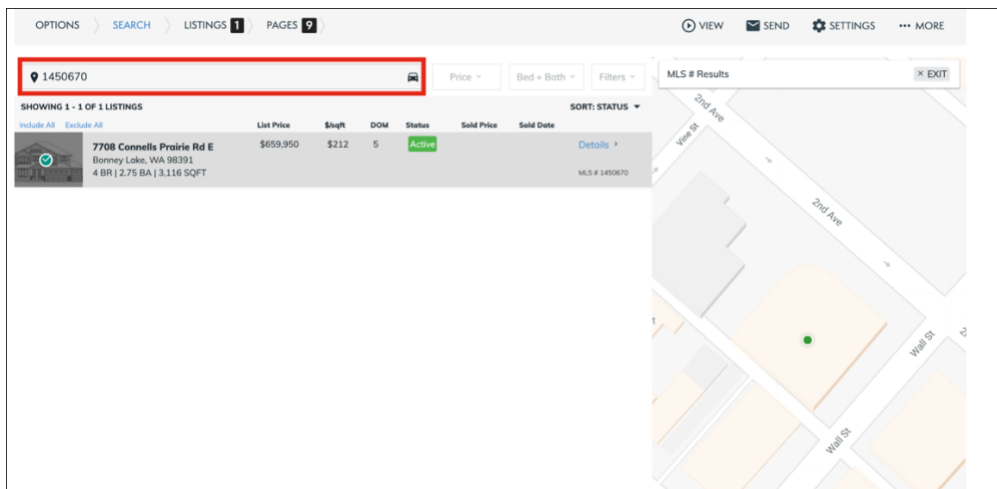 OPTIONS SEARCH LISTINGS 1 PAGES 9 VIEW SEND SETTINGS ••• MORE
1450670 Price Bed + Bath Filters
MLS # Results × EXIT
SHOWING 1 - 1 OF 1 LISTINGS SORT: STATUS
Include All Exclude All List Price $/sqft DOM Status Sold Price Sold Date
7708 Connells Prairie Rd E $659,950 $212 5 Active Details
Bonney Lake, WA 98391
4 BR | 2.75 BA | 3,116 SQFT MLS # 1450670
2nd Ave
Vine St
2nd Ave
Wall St
Wall St